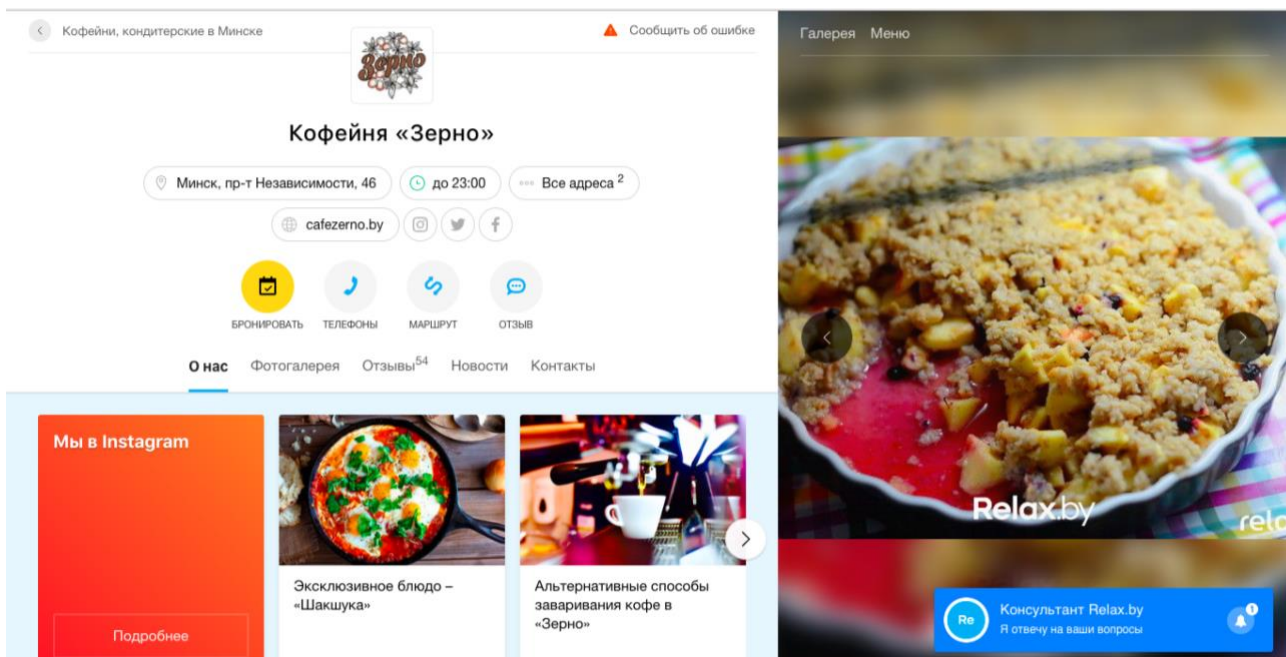 Кофейни, кондитерские в Минске
Сообщить об ошибке
Зерно
Кофейня «Зерно»
Минск, пр-т Независимости, 46
до 23:00
Все адреса 2
cafezerno.by
БРОНИРОВАТЬ
ТЕЛЕФОНЫ
МАРШРУТ
ОТЗЫВ
О нас
Фотогалерея
Отзывы54
Новости
Контакты
Мы в Instagram
Подробнее
Эксклюзивное блюдо –
«Шакшука»
Альтернативные способы
заваривания кофе в
«Зерно»
Галерея Меню
Relax.by
rela
Re
Консультант Relax.by
Я отвечу на ваши вопросы
1